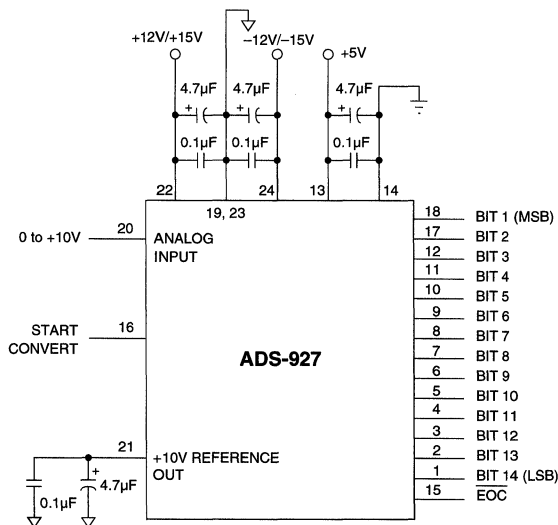 +12V/+15V
–12V/–15V
+5V
4.7µF
4.7µF
4.7µF
+
+
+
0.1µF
0.1µF
0.1µF
22
24
13
14
19, 23
0 to +10V
20
ANALOG
INPUT
START
CONVERT
16
ADS-927
21
+10V REFERENCE
OUT
+
0.1µF
4.7µF
18 BIT 1 (MSB)
17 BIT 2
12 BIT 3
11 BIT 4
10 BIT 5
9 BIT 6
8 BIT 7
7 BIT 8
6 BIT 9
5 BIT 10
4 BIT 11
3 BIT 12
2 BIT 13
1 BIT 14 (LSB)
15 EOC